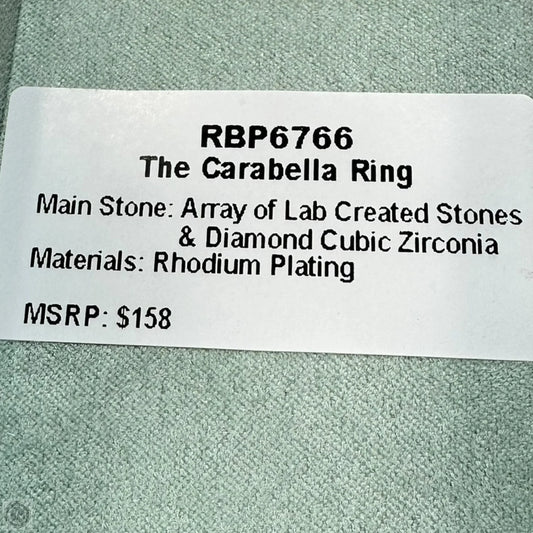 RBP6766
The Carabella Ring
Main Stone: Array of Lab Created Stones
& Diamond Cubic Zirconia
Materials: Rhodium Plating
MSRP: $158